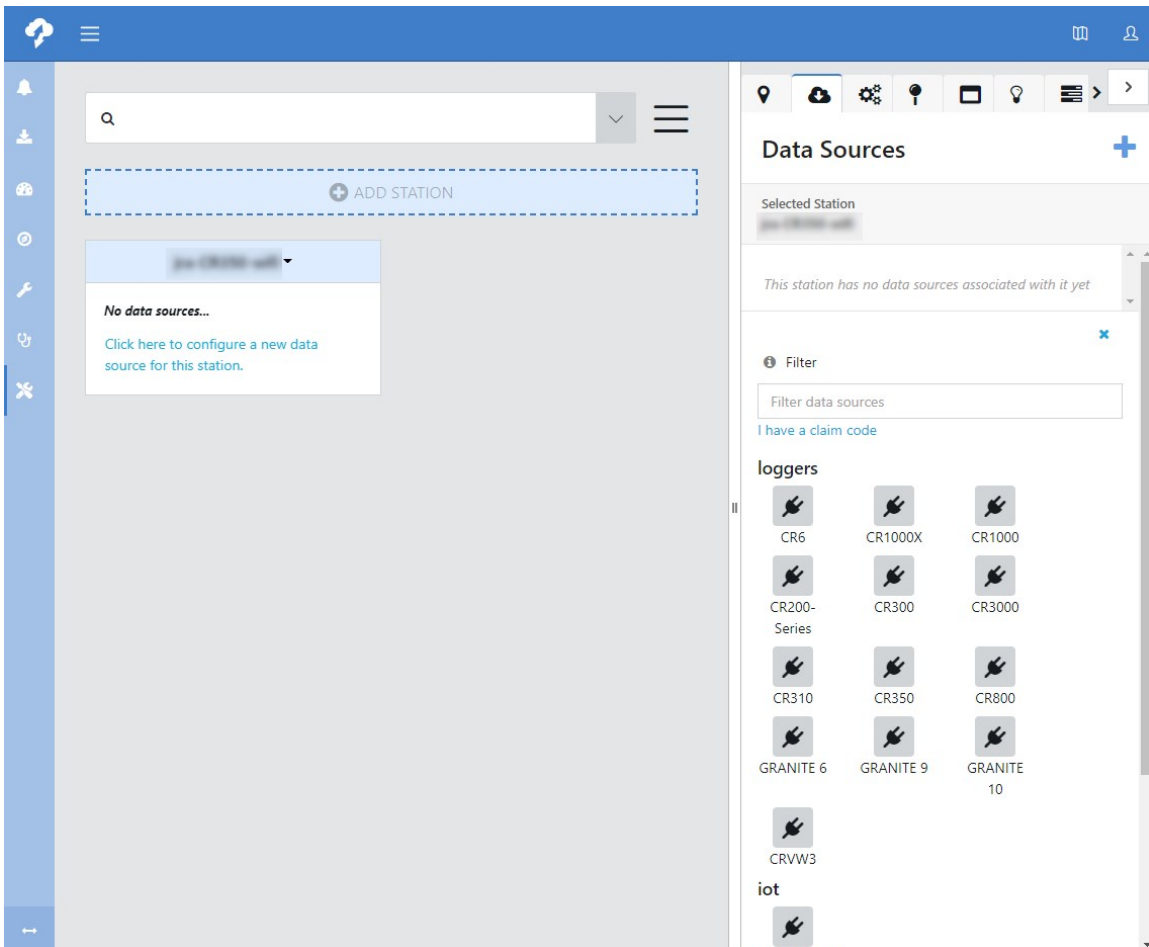 ADD STATION
No data sources...
Click here to configure a new data
source for this station.
Data Sources
Selected Station
This station has no data sources associated with it yet
Filter
Filter data sources
I have a claim code
loggers
CR6
CR1000X
CR1000
CR200-
Series
CR300
CR3000
CR310
CR350
CR800
GRANITE 6
GRANITE 9
GRANITE
10
CRVW3
iot